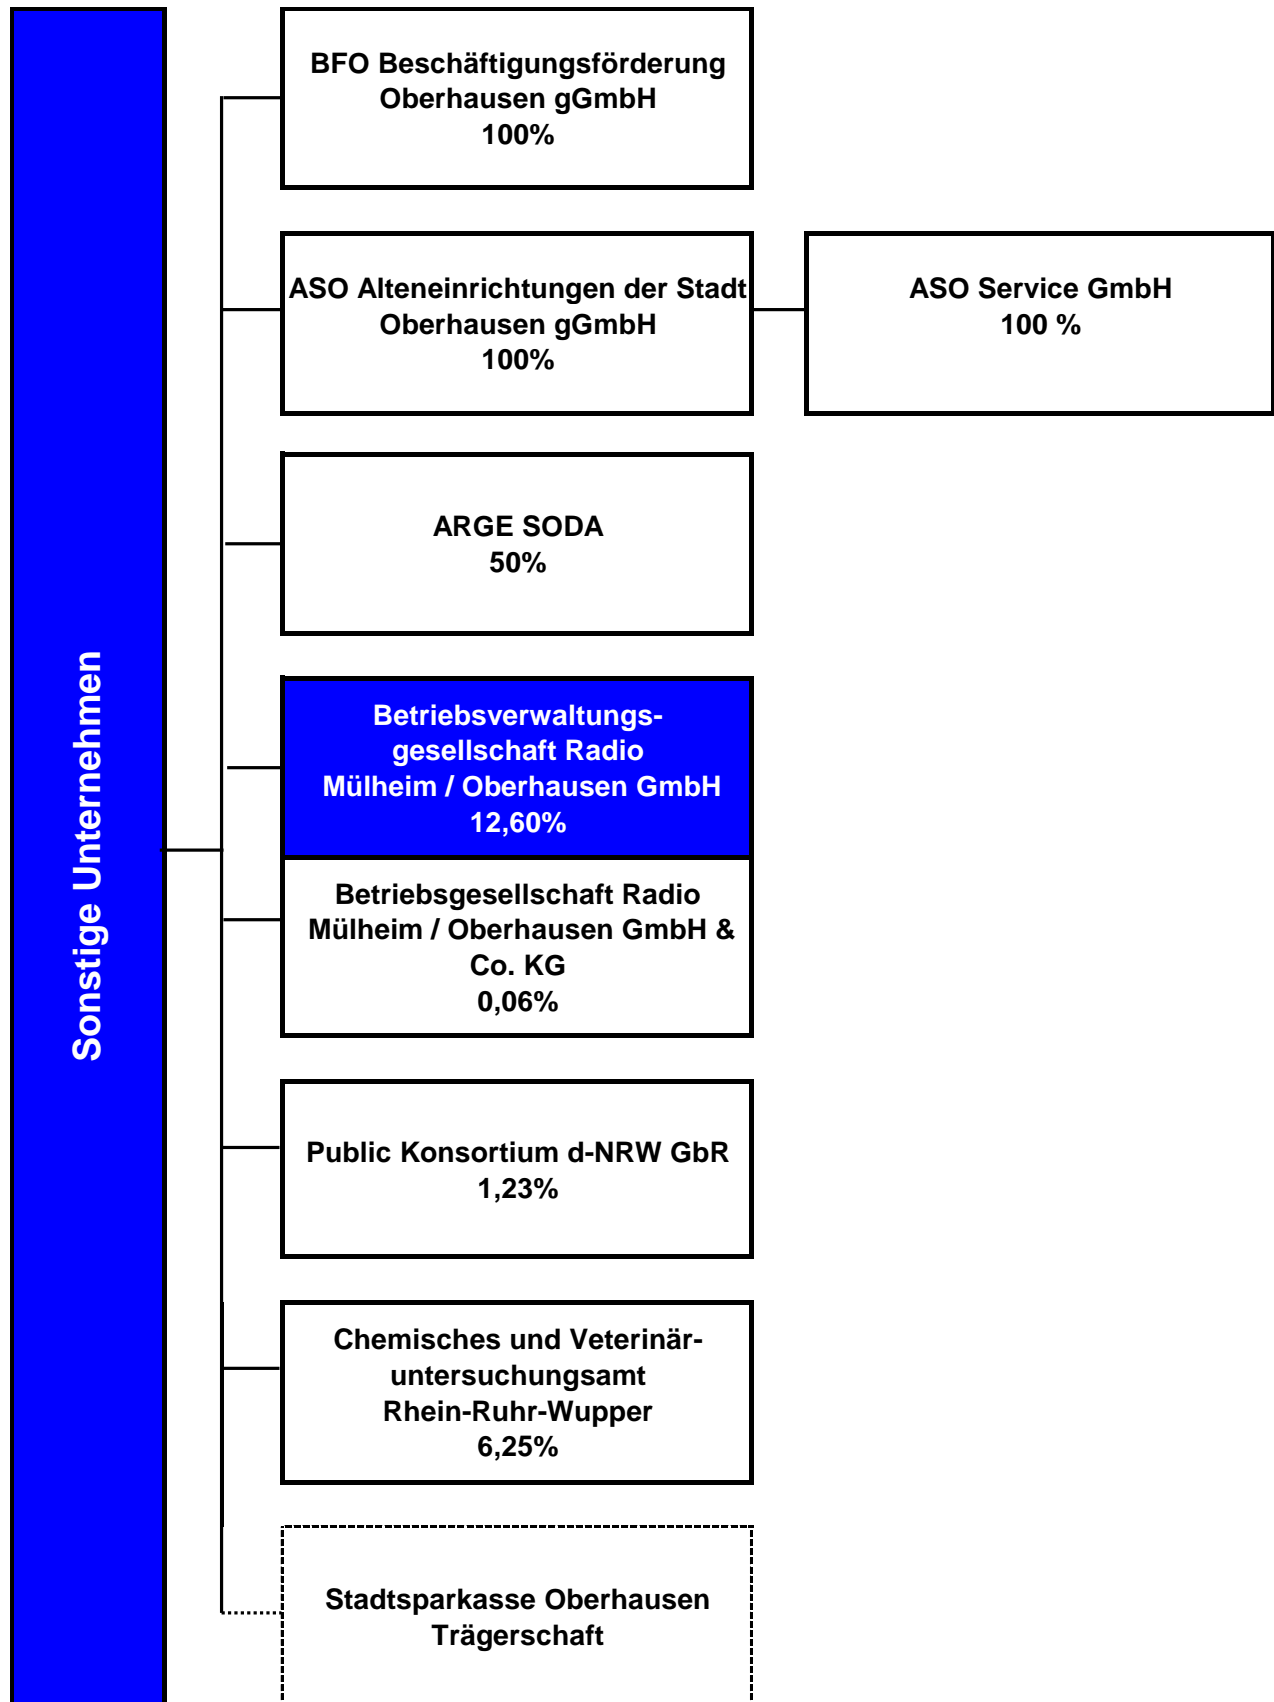 Sonstige Unternehmen
BFO Beschäftigungsförderung
Oberhausen gGmbH
100%
ASO Alteneinrichtungen der Stadt
Oberhausen gGmbH
100%
ASO Service GmbH
100 %
ARGE SODA
50%
Betriebsverwaltungs-
gesellschaft Radio
Mülheim / Oberhausen GmbH
12,60%
Betriebsgesellschaft Radio
Mülheim / Oberhausen GmbH &
Co. KG
0,06%
Public Konsortium d-NRW GbR
1,23%
Chemisches und Veterinär-
untersuchungsamt
Rhein-Ruhr-Wupper
6,25%
Stadtsparkasse Oberhausen
Trägerschaft